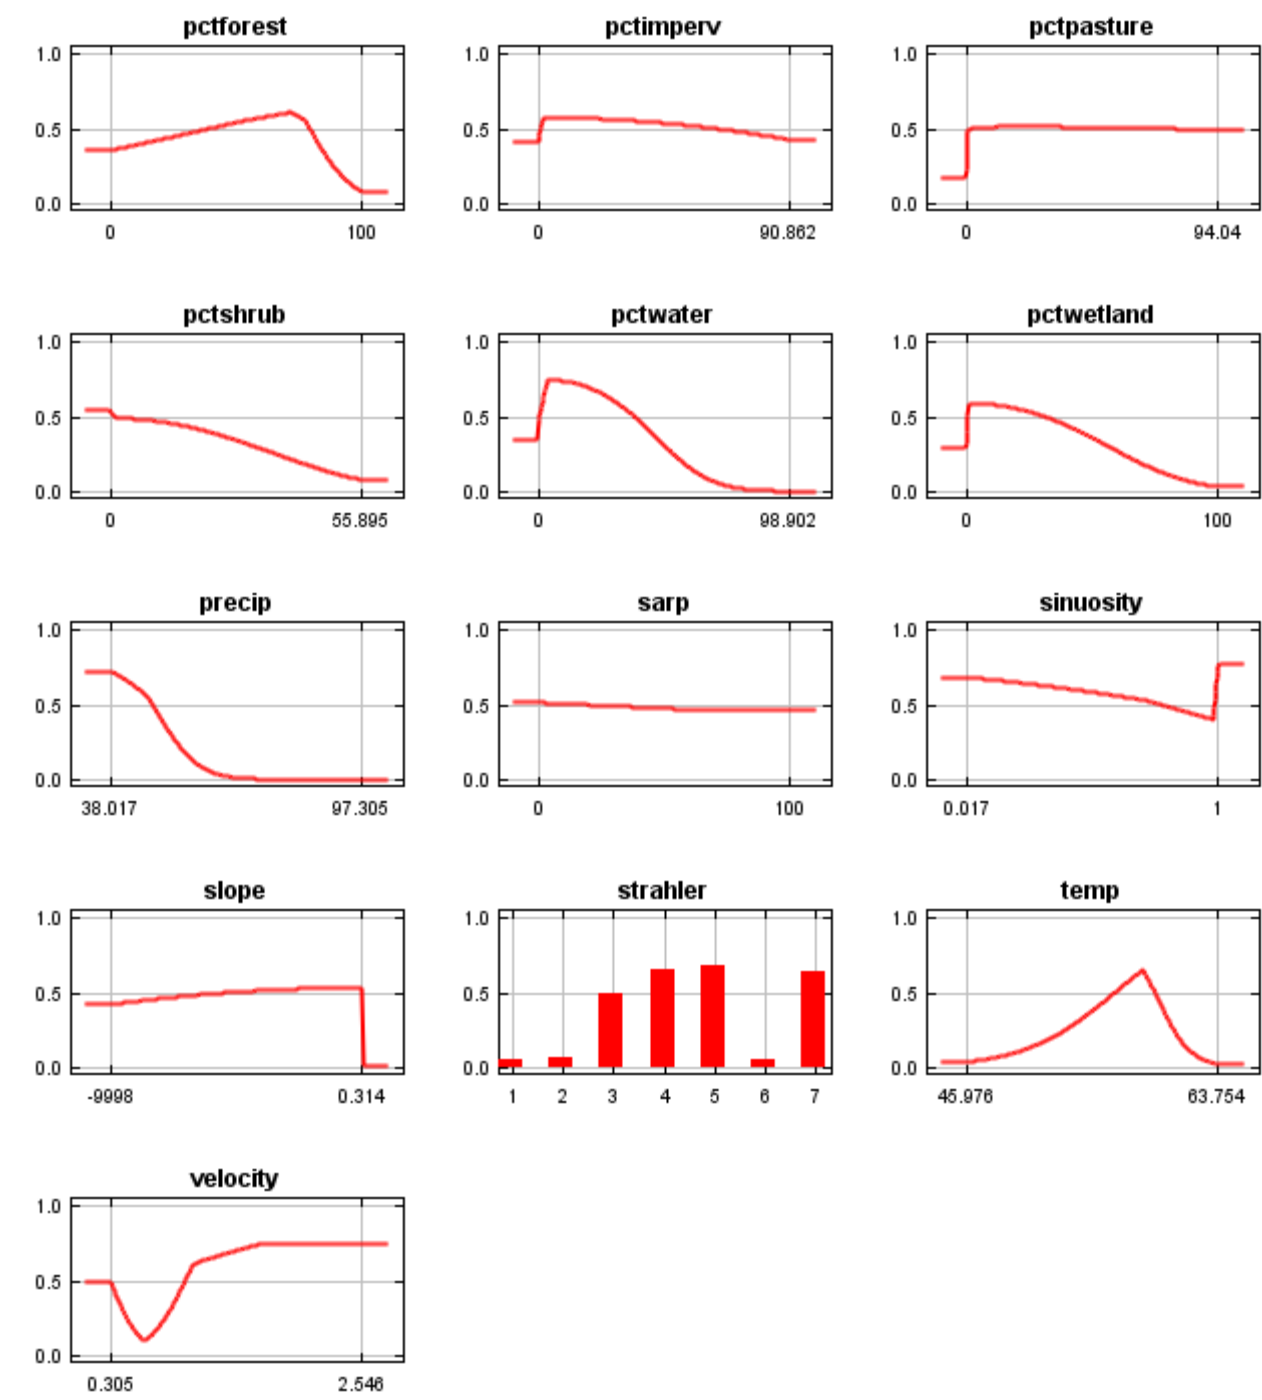 pctforest pctimperv pctpasture
1.0 1.0 1.0
0.5 0.5 0.5
0.0 0.0 0.0
0 100 0 90.862 0 94.04
pctshrub pctwater pctwetland
1.0 1.0 1.0
0.5 0.5 0.5
0.0 0.0 0.0
0 55.895 0 98.902 0 100
precip sarp sinuosity
1.0 1.0 1.0
0.5 0.5 0.5
0.0 0.0 0.0
38.017 97.305 0 100 0.017 1
slope strahler temp
1.0 1.0 1.0
0.5 0.5 0.5
0.0 0.0 0.0
-9998 0.314 1 2 3 4 5 6 7 45.976 63.754
velocity
1.0
0.5
0.0
0.305 2.546